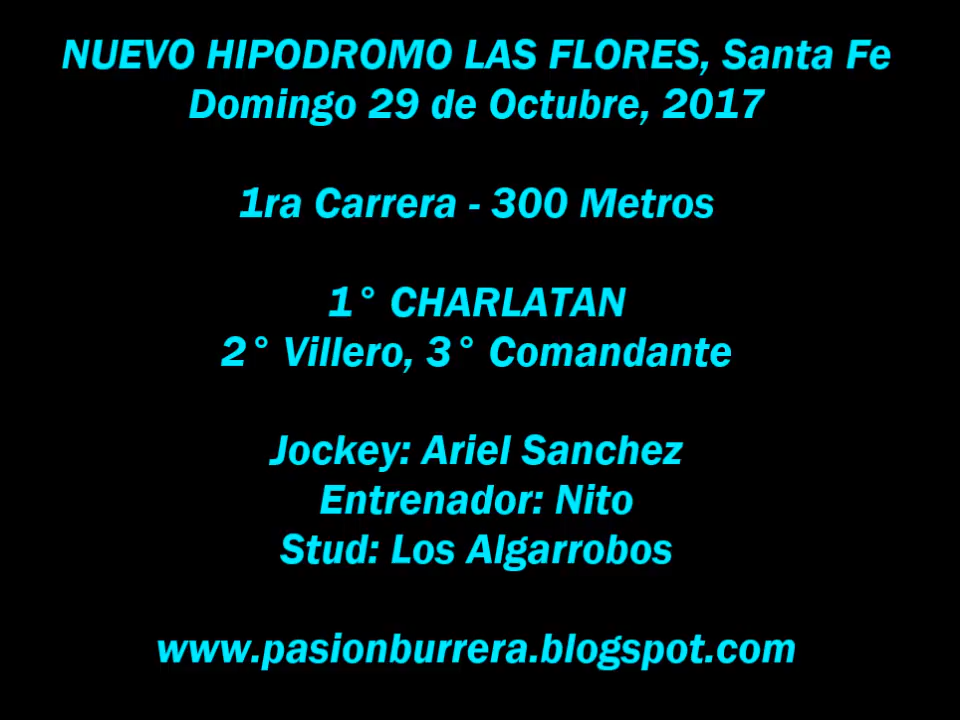 NUEVO HIPODROMO LAS FLORES, Santa Fe
Domingo 29 de Octubre, 2017
1ra Carrera - 300 Metros
1° CHARLATAN
2° Villero, 3° Comandante
Jockey: Ariel Sanchez
Entrenador: Nito
Stud: Los Algarrobos
www.pasionburrera.blogspot.com